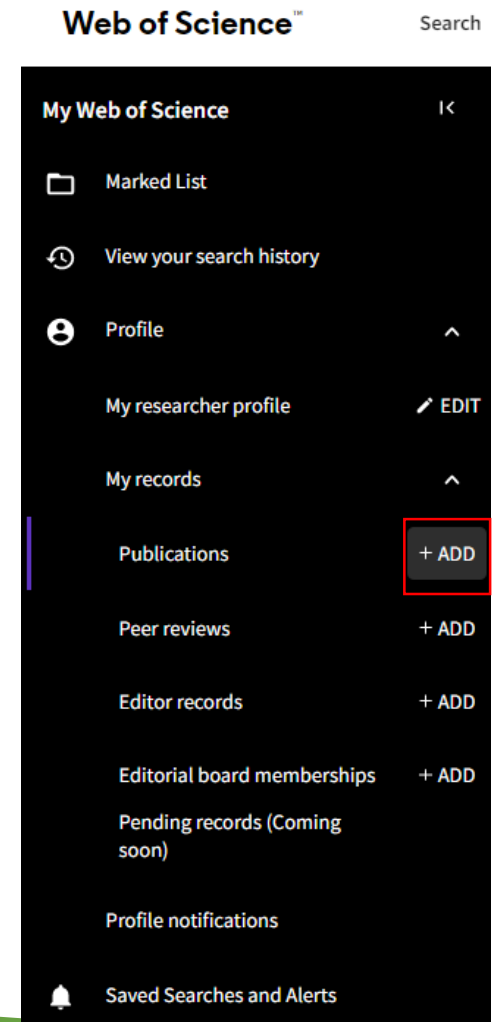 Web of Science™
Search
My Web of Science
Marked List
View your search history
Profile
My researcher profile
EDIT
My records
Publications
+ ADD
Peer reviews
+ ADD
Editor records
+ ADD
Editorial board memberships
+ ADD
Pending records (Coming
soon)
Profile notifications
Saved Searches and Alerts